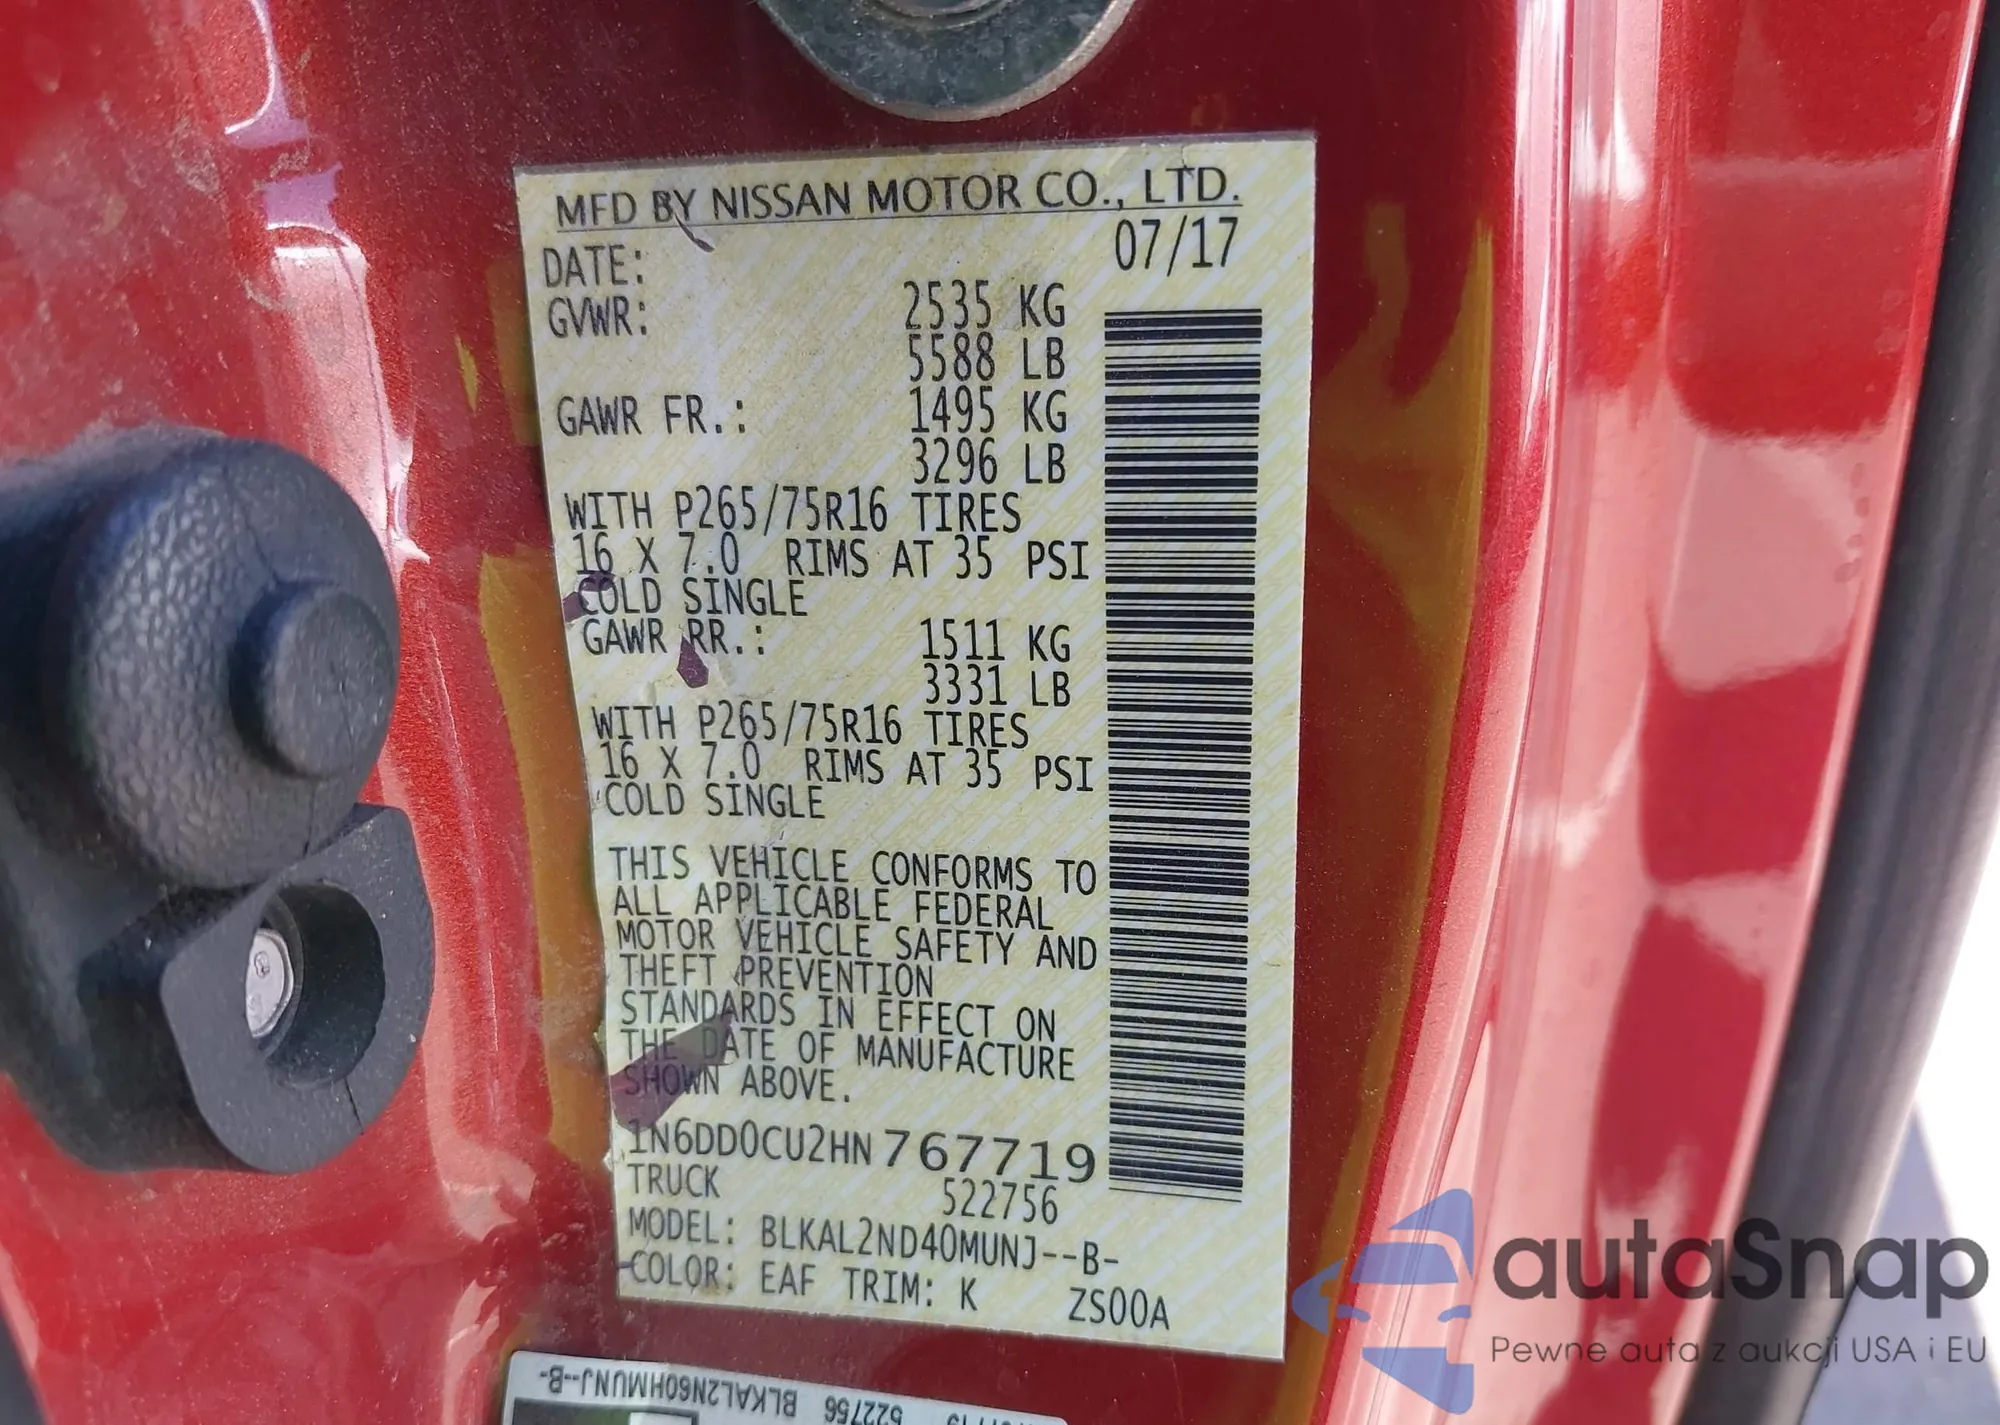 MFD BY NISSAN MOTOR CO., LTD.
DATE: 07/17
GVWR: 2535 KG
5588 LB
GAWR FR.: 1495 KG
3296 LB
WITH P265/75R16 TIRES
16 X 7.0 RIMS AT 35 PSI
COLD SINGLE
GAWR RR.: 1511 KG
3331 LB
WITH P265/75R16 TIRES
16 X 7.0 RIMS AT 35 PSI
COLD SINGLE
THIS VEHICLE CONFORMS TO
ALL APPLICABLE FEDERAL
MOTOR VEHICLE SAFETY AND
THEFT PREVENTION
STANDARDS IN EFFECT ON
THE DATE OF MANUFACTURE
SHOWN ABOVE.
1N6DD0CU2HN767719
TRUCK 522756
MODEL: BLKAL2ND40MUNJ--B-
COLOR: EAF TRIM: K ZS00A
BLKAL2N60HMUNJ--B-
522756
autaSnap
Pewne auta z aukcji USA i EU